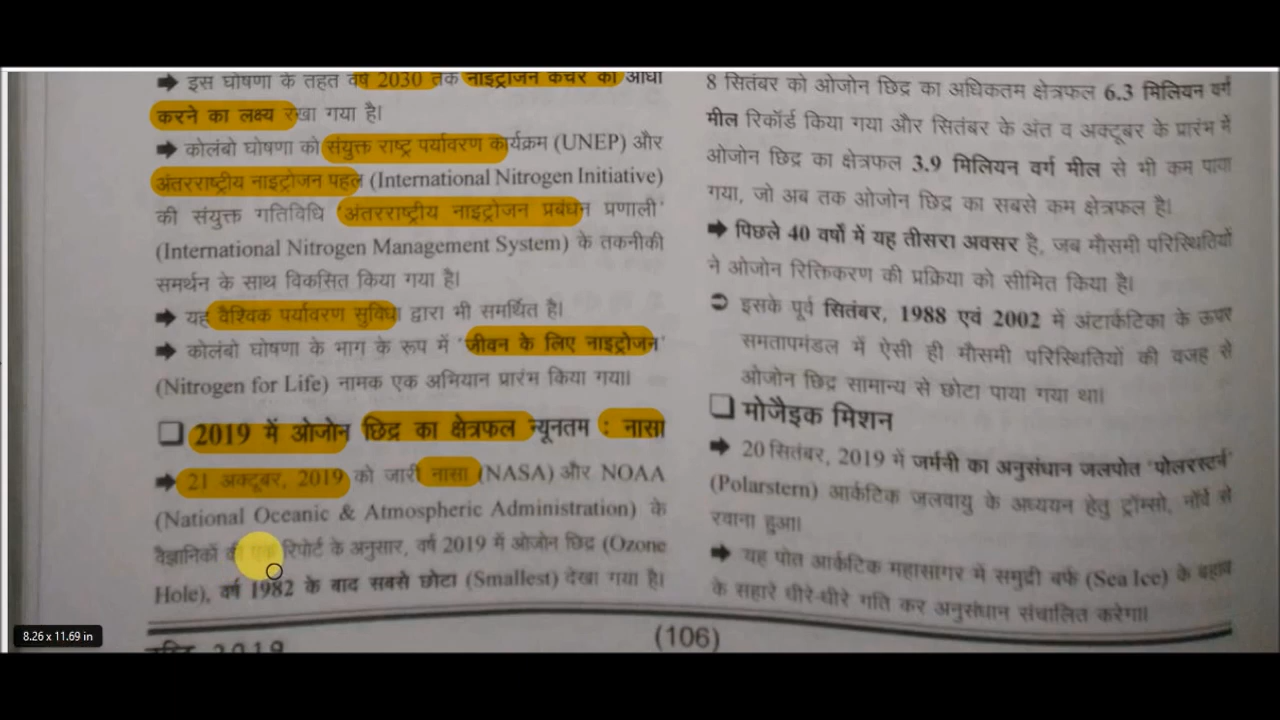 ➡ इस घोषणा के तहत वर्ष 2030 तक नाइट्रोजन कचरे को आधा
करने का लक्ष्य रखा गया है।
➡ कोलंबो घोषणा को संयुक्त राष्ट्र पर्यावरण कार्यक्रम (UNEP) और
अंतरराष्ट्रीय नाइट्रोजन पहल (International Nitrogen Initiative)
की संयुक्त गतिविधि 'अंतरराष्ट्रीय नाइट्रोजन प्रबंधन प्रणाली'
(International Nitrogen Management System) के तकनीकी
समर्थन के साथ विकसित किया गया है।
➡ यह वैश्विक पर्यावरण सुविधा द्वारा भी समर्थित है।
➡ कोलंबो घोषणा के भाग के रूप में 'जीवन के लिए नाइट्रोजन'
(Nitrogen for Life) नामक एक अभियान प्रारंभ किया गया।
❑ 2019 में ओजोन छिद्र का क्षेत्रफल न्यूनतम : नासा
➡ 21 अक्टूबर, 2019 को जारी नासा (NASA) और NOAA
(National Oceanic & Atmospheric Administration) के
वैज्ञानिकों की एक रिपोर्ट के अनुसार, वर्ष 2019 में ओजोन छिद्र (Ozone
Hole), वर्ष 1982 के बाद सबसे छोटा (Smallest) देखा गया है।
8 सितंबर को ओजोन छिद्र का अधिकतम क्षेत्रफल 6.3 मिलियन वर्ग
मील रिकॉर्ड किया गया और सितंबर के अंत व अक्टूबर के प्रारंभ में
ओजोन छिद्र का क्षेत्रफल 3.9 मिलियन वर्ग मील से भी कम पाया
गया, जो अब तक ओजोन छिद्र का सबसे कम क्षेत्रफल है।
➡ पिछले 40 वर्षों में यह तीसरा अवसर है, जब मौसमी परिस्थितियों
ने ओजोन रिक्तिकरण की प्रक्रिया को सीमित किया है।
➲ इसके पूर्व सितंबर, 1988 एवं 2002 में अंटार्कटिका के ऊपर
समतापमंडल में ऐसी ही मौसमी परिस्थितियों की वजह से
ओजोन छिद्र सामान्य से छोटा पाया गया था।
❑ मोजैइक मिशन
➡ 20 सितंबर, 2019 में जर्मनी का अनुसंधान जलपोत 'पोलरस्टर्न'
(Polarstern) आर्कटिक जलवायु के अध्ययन हेतु ट्रॉम्सो, नॉर्वे से
रवाना हुआ।
➡ यह पोत आर्कटिक महासागर में समुद्री बर्फ (Sea Ice) के बहाव
के सहारे धीरे-धीरे गति कर अनुसंधान संचालित करेगा।
(106)
8.26 x 11.69 in